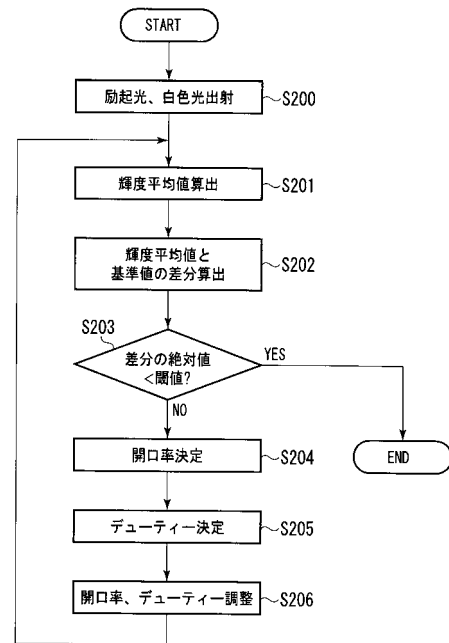 START
励起光、白色光出射
S200
輝度平均値算出
S201
輝度平均値と
基準値の差分算出
S202
S203
差分の絶対値
<閾値?
YES
NO
開口率決定
S204
END
デューティー決定
S205
開口率、デューティー調整
S206